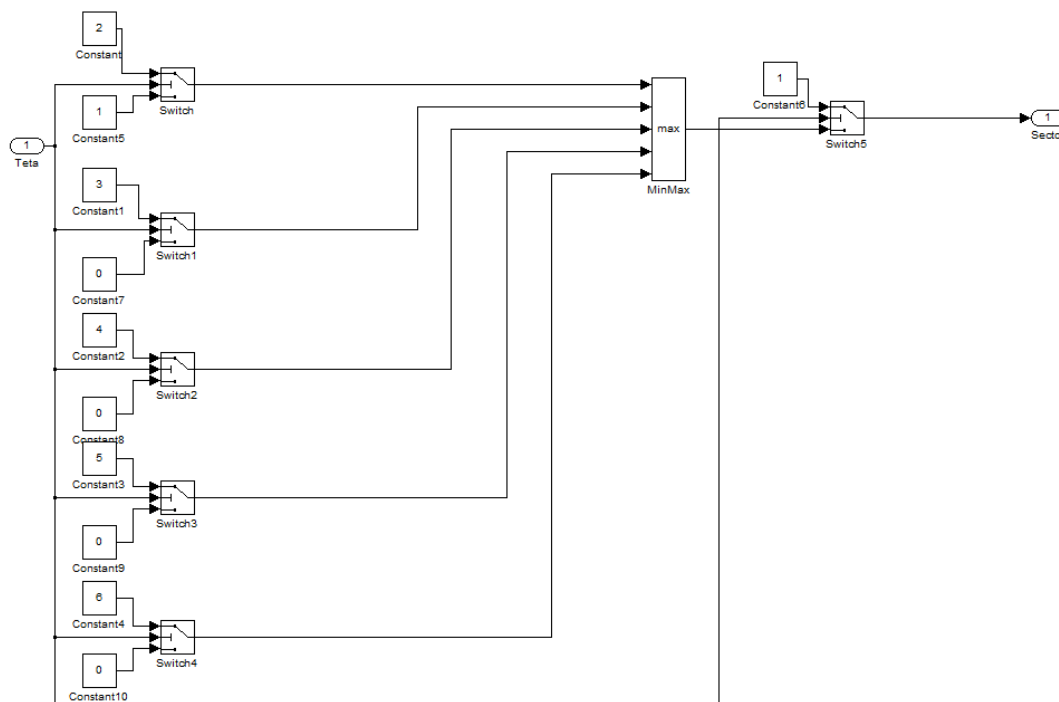 2
Constant
Switch
1
Constant5
1
Teta
3
Constant1
Switch1
0
Constant7
4
Constant2
Switch2
0
Constant8
5
Constant3
Switch3
0
Constant9
6
Constant4
Switch4
0
Constant10
max
MinMax
1
Constant6
Switch5
1
Secto